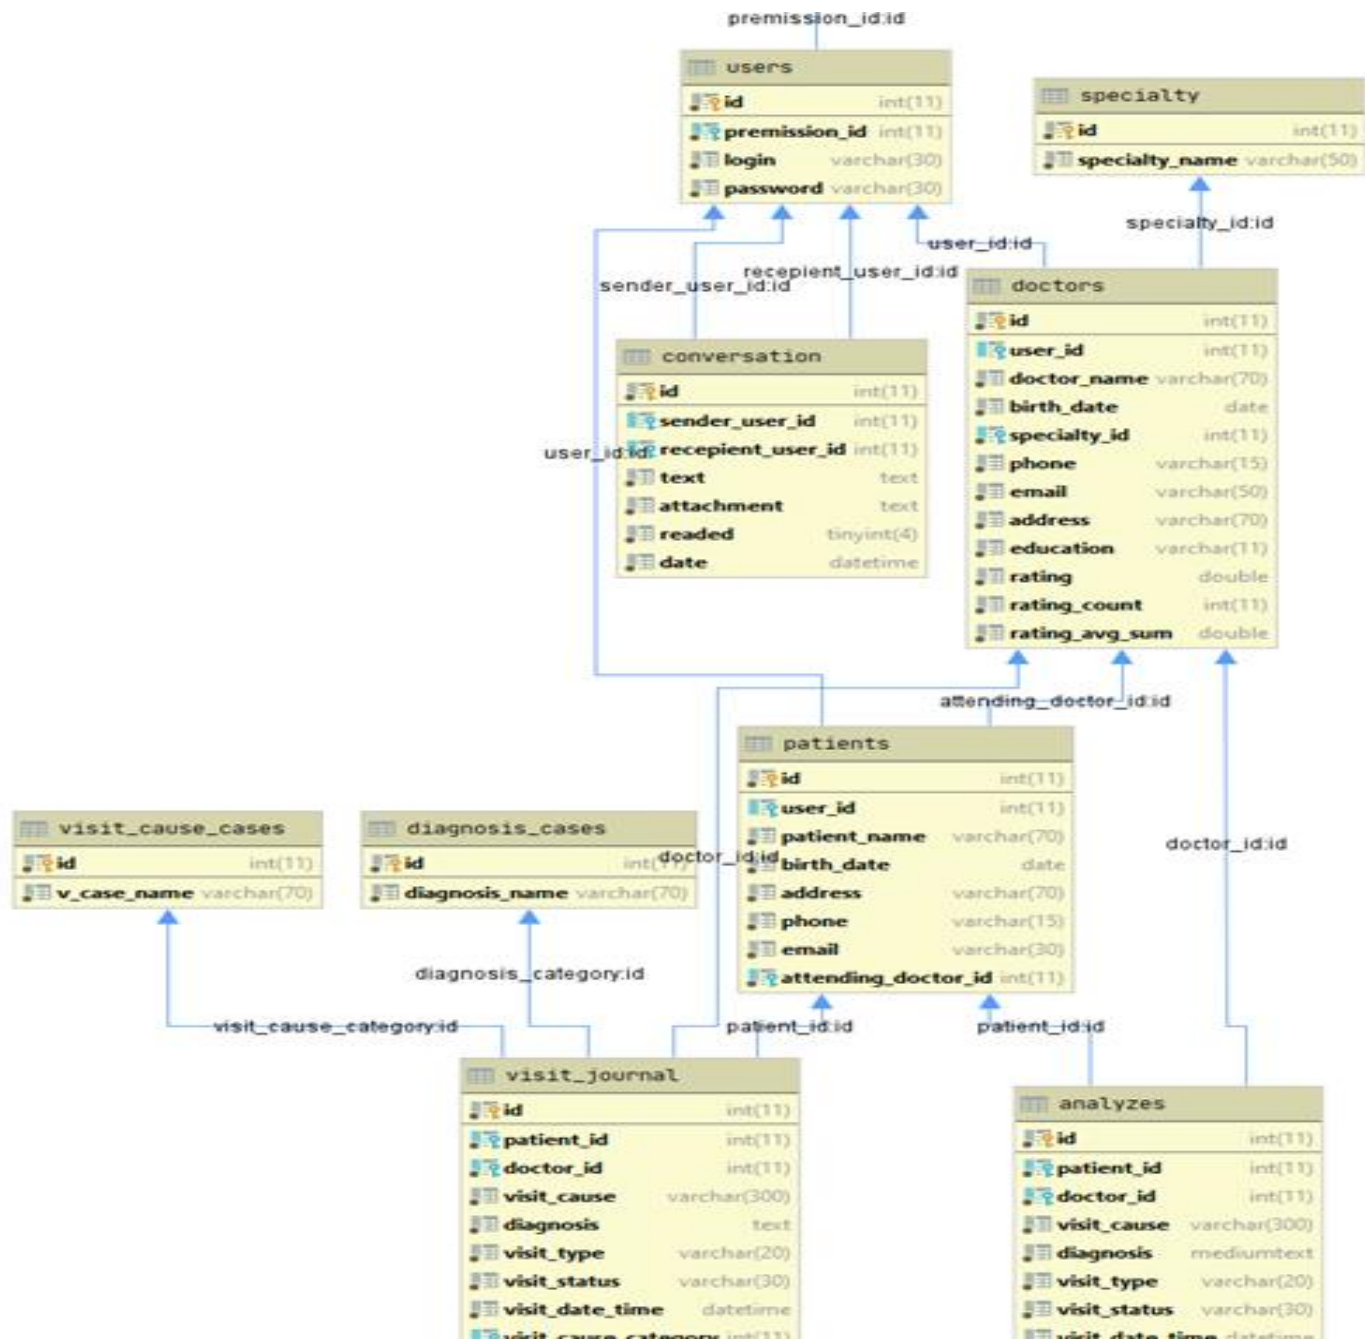 premission_id:id
users
id int(11)
premission_id int(11)
login varchar(30)
password varchar(30)
specialty
id int(11)
specialty_name varchar(50)
specialty_id:id
user_id:id
recepient_user_id:id
sender_user_id:id
doctors
id int(11)
user_id int(11)
doctor_name varchar(70)
birth_date date
specialty_id int(11)
phone varchar(15)
email varchar(50)
address varchar(70)
education varchar(11)
rating double
rating_count int(11)
rating_avg_sum double
conversation
id int(11)
sender_user_id int(11)
recepient_user_id int(11)
text text
attachment text
readed tinyint(4)
date datetime
user_id:id
attending_doctor_id:id
patients
id int(11)
user_id int(11)
patient_name varchar(70)
birth_date date
address varchar(70)
phone varchar(15)
email varchar(30)
attending_doctor_id int(11)
doctor_id:id
doctor_id:id
visit_cause_cases
id int(11)
v_case_name varchar(70)
diagnosis_cases
id int(11)
diagnosis_name varchar(70)
diagnosis_category:id
visit_cause_category:id
patient_id:id
patient_id:id
visit_journal
id int(11)
patient_id int(11)
doctor_id int(11)
visit_cause varchar(300)
diagnosis text
visit_type varchar(20)
visit_status varchar(30)
visit_date_time datetime
visit_cause_category int(11)
analyzes
id int(11)
patient_id int(11)
doctor_id int(11)
visit_cause varchar(300)
diagnosis mediumtext
visit_type varchar(20)
visit_status varchar(30)
visit_date_time datetime